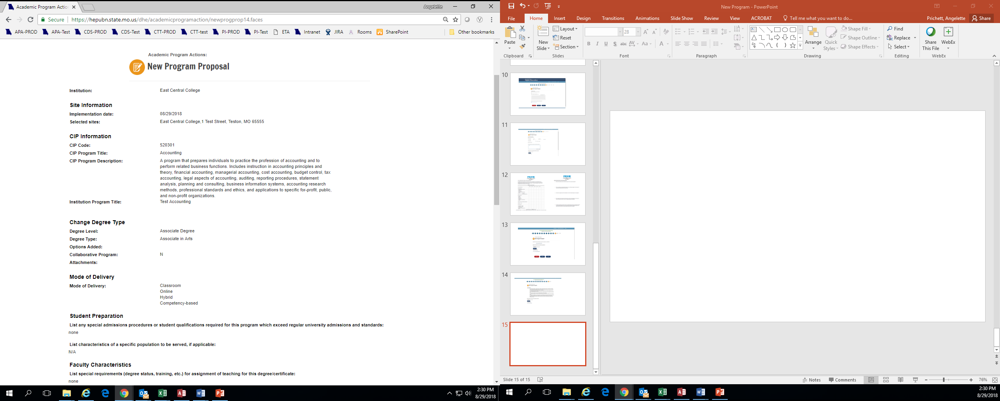 Academic Program Actio
Angelette
Secure
https://hepubn.state.mo.us/dhe/academicprogramaction/newprogprop14.faces
APA-PROD
APA-Test
CDS-PROD
CDS-Test
CTT-PROD
CTT-test
PI-PROD
PI-Test
ETA
Intranet
JIRA
Rooms
SharePoint
Other bookmarks
Academic Program Actions:
New Program Proposal
Institution: East Central College
Site Information
Implementation date: 08/29/2018
Selected sites: East Central College,1 Test Street, Teston, MO 65555
CIP Information
CIP Code: 520301
CIP Program Title: Accounting
CIP Program Description: A program that prepares individuals to practice the profession of accounting and to
perform related business functions. Includes instruction in accounting principles and
theory, financial accounting, managerial accounting, cost accounting, budget control, tax
accounting, legal aspects of accounting, auditing, reporting procedures, statement
analysis, planning and consulting, business information systems, accounting research
methods, professional standards and ethics, and applications to specific for-profit, public,
and non-profit organizations.
Institution Program Title: Test Accounting
Change Degree Type
Degree Level: Associate Degree
Degree Type: Associate in Arts
Options Added:
Collaborative Program: N
Attachments:
Mode of Delivery
Mode of Delivery: Classroom
Online
Hybrid
Competency-based
Student Preparation
List any special admissions procedures or student qualifications required for this program which exceed regular university admissions and standards:
none
List characteristics of a specific population to be served, if applicable:
N/A
Faculty Characteristics
List special requirements (degree status, training, etc.) for assignment of teaching for this degree/certificate:
none
2:30 PM
8/29/2018
New Program - PowerPoint
File
Home
Insert
Design
Transitions
Animations
Slide Show
Review
View
ACROBAT
Tell me what you want to do...
Prichett, Angelette
Share
Paste
Clipboard
New
Slide
Layout
Reset
Section
Slides
28
B I U S abc AV Aa A
Font
Paragraph
Arrange
Quick
Styles
Shape Fill
Shape Outline
Shape Effects
Drawing
Find
Replace
Select
Editing
Share
This File
WebEx
WebEx
10
11
12
13
14
15
Slide 15 of 15
Notes
Comments
76%
2:30 PM
8/29/2018